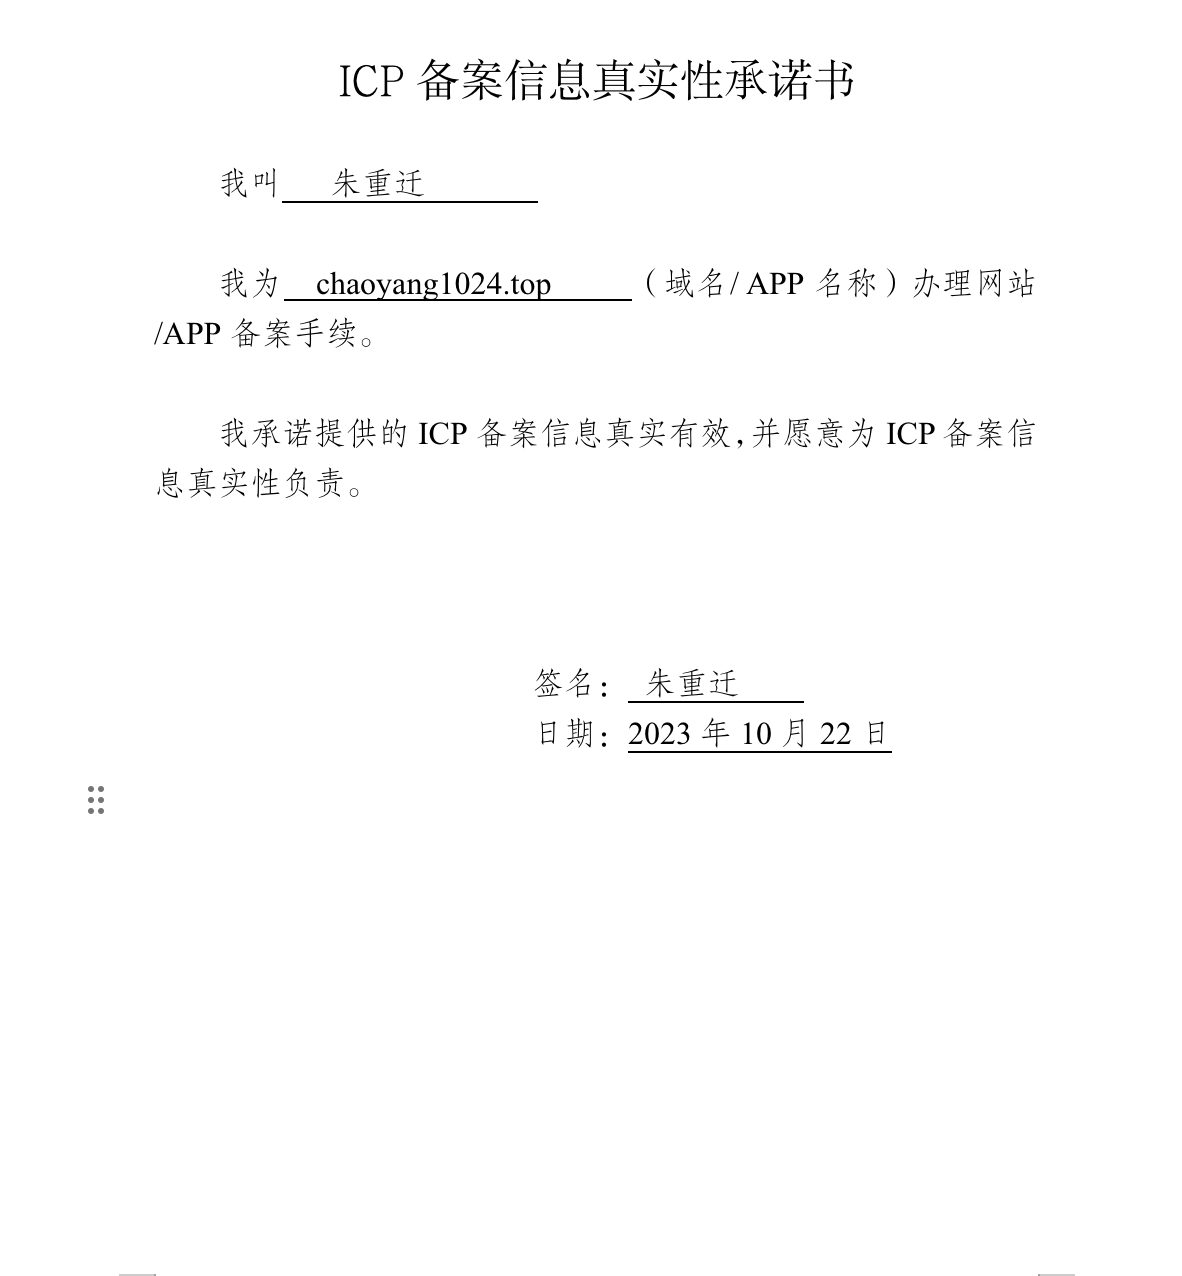 ICP 备案信息真实性承诺书
我叫 朱重迁
我为 chaoyang1024.top （域名/ APP 名称）办理网站
/APP 备案手续。
我承诺提供的 ICP 备案信息真实有效,并愿意为 ICP 备案信
息真实性负责。
签名： 朱重迁
日期：2023 年 10 月 22 日